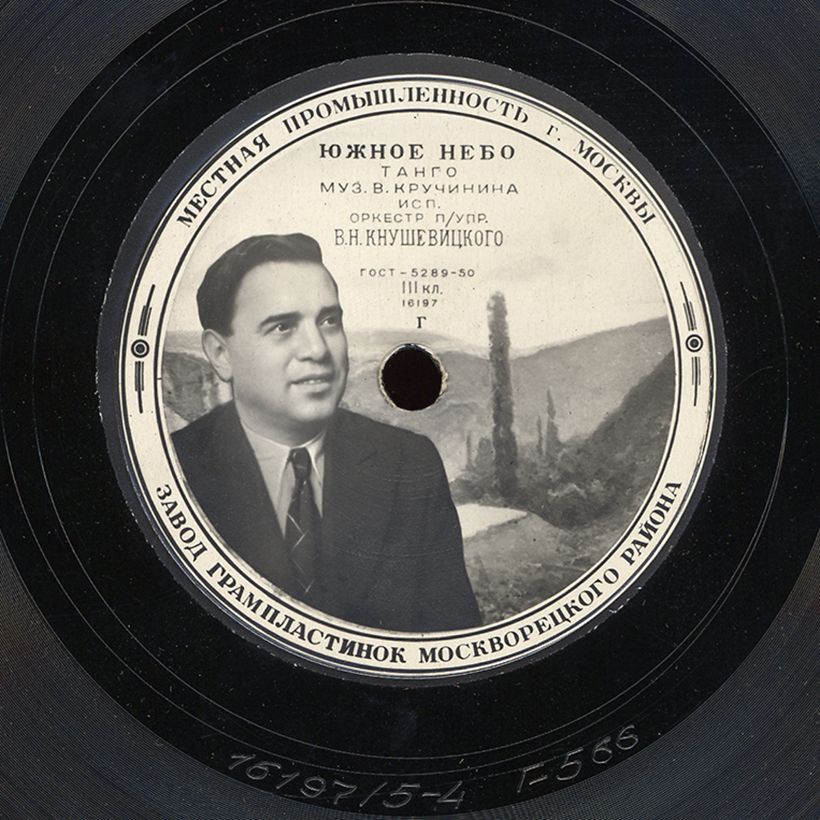 МЕСТНАЯ ПРОМЫШЛЕННОСТЬ г. МОСКВЫ
ЮЖНОЕ НЕБО
ТАНГО
МУЗ. В. КРУЧИНИНА
ИСП.
ОРКЕСТР П/УПР.
В.Н. КНУШЕВИЦКОГО
ГОСТ-5289-50
III КЛ.
16197
Г
ЗАВОД ГРАМПЛАСТИНОК МОСКВОРЕЦКОГО РАЙОНА
16197/5-4 Г-566